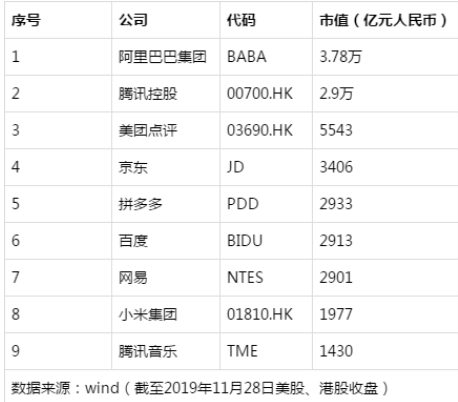 序号 公司 代码 市值（亿元人民币）
1 阿里巴巴集团 BABA 3.78万
2 腾讯控股 00700.HK 2.9万
3 美团点评 03690.HK 5543
4 京东 JD 3406
5 拼多多 PDD 2933
6 百度 BIDU 2913
7 网易 NTES 2901
8 小米集团 01810.HK 1977
9 腾讯音乐 TME 1430
数据来源：wind（截至2019年11月28日美股、港股收盘）